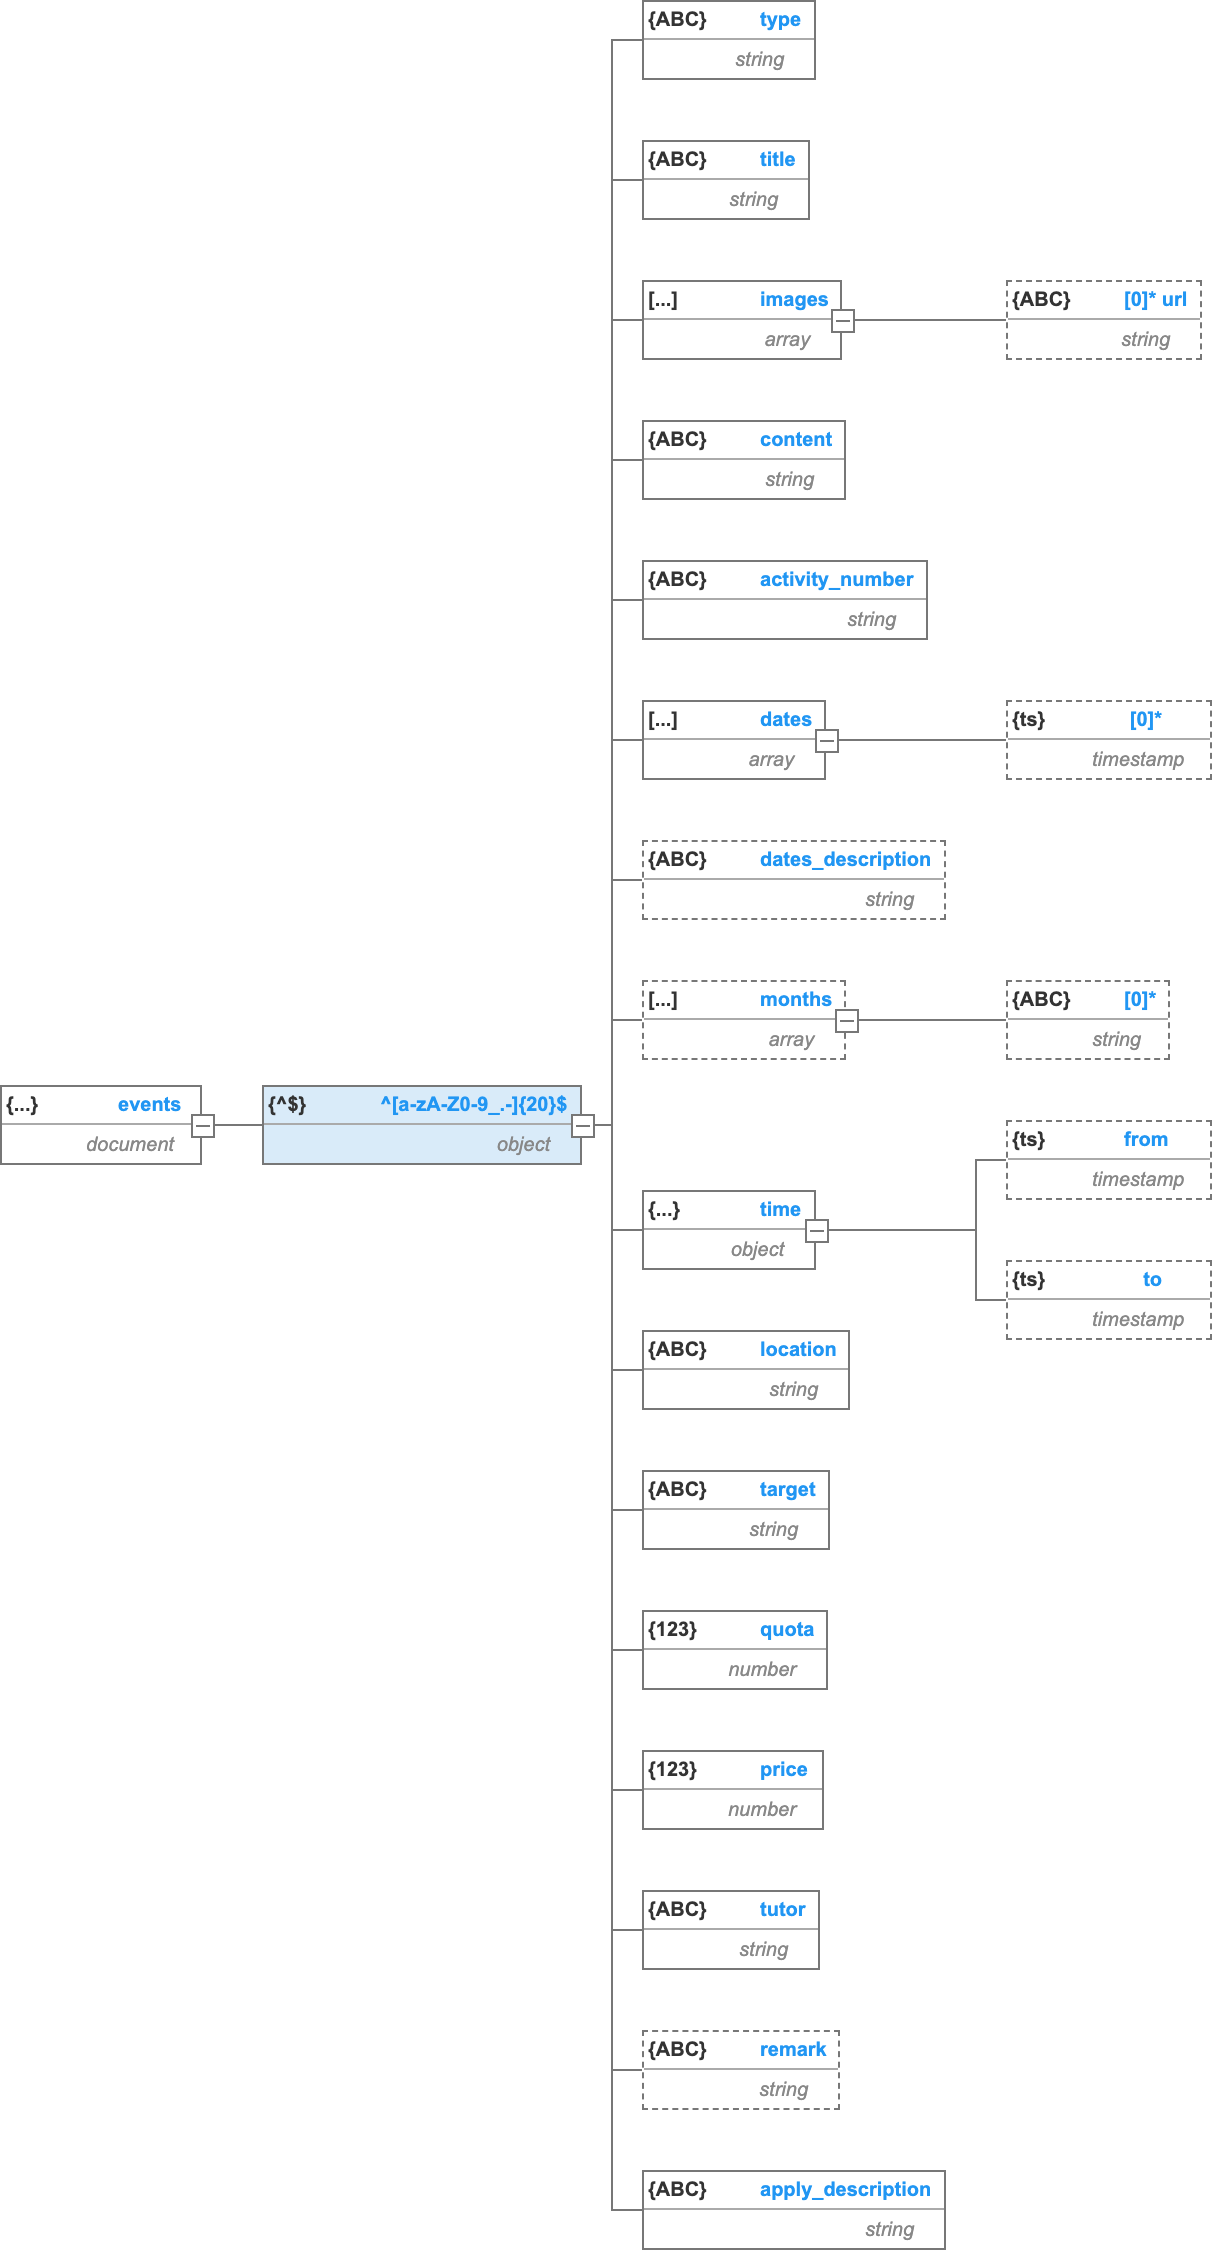 {ABC} type
string
{ABC} title
string
[...] images
array
{ABC} [0]* url
string
{ABC} content
string
{ABC} activity_number
string
[...] dates
array
{ts} [0]*
timestamp
{ABC} dates_description
string
[...] months
array
{ABC} [0]*
string
{...} events
document
{^$} ^[a-zA-Z0-9_.-]{20}$
object
{...} time
object
{ts} from
timestamp
{ts} to
timestamp
{ABC} location
string
{ABC} target
string
{123} quota
number
{123} price
number
{ABC} tutor
string
{ABC} remark
string
{ABC} apply_description
string